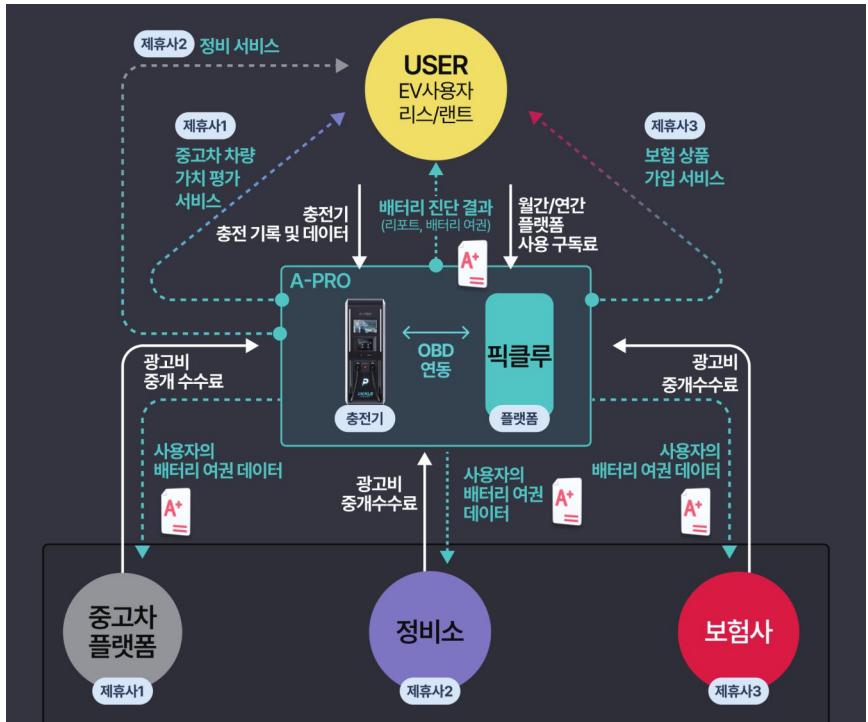 제휴사2 정비 서비스
USER
EV사용자
리스/랜트
제휴사1
중고차 차량
가치 평가
서비스
제휴사3
보험 상품
가입 서비스
충전기
충전 기록 및 데이터
배터리 진단 결과
(리포트, 배터리 여권)
월간/연간
플랫폼
사용 구독료
A+
A-PRO
OBD
연동
픽클루
충전기
플랫폼
광고비
중개 수수료
광고비
중개수수료
사용자의
배터리 여권 데이터
A+
광고비
중개수수료
사용자의
배터리 여권
데이터
A+
사용자의
배터리 여권 데이터
A+
중고차
플랫폼
제휴사1
정비소
제휴사2
보험사
제휴사3